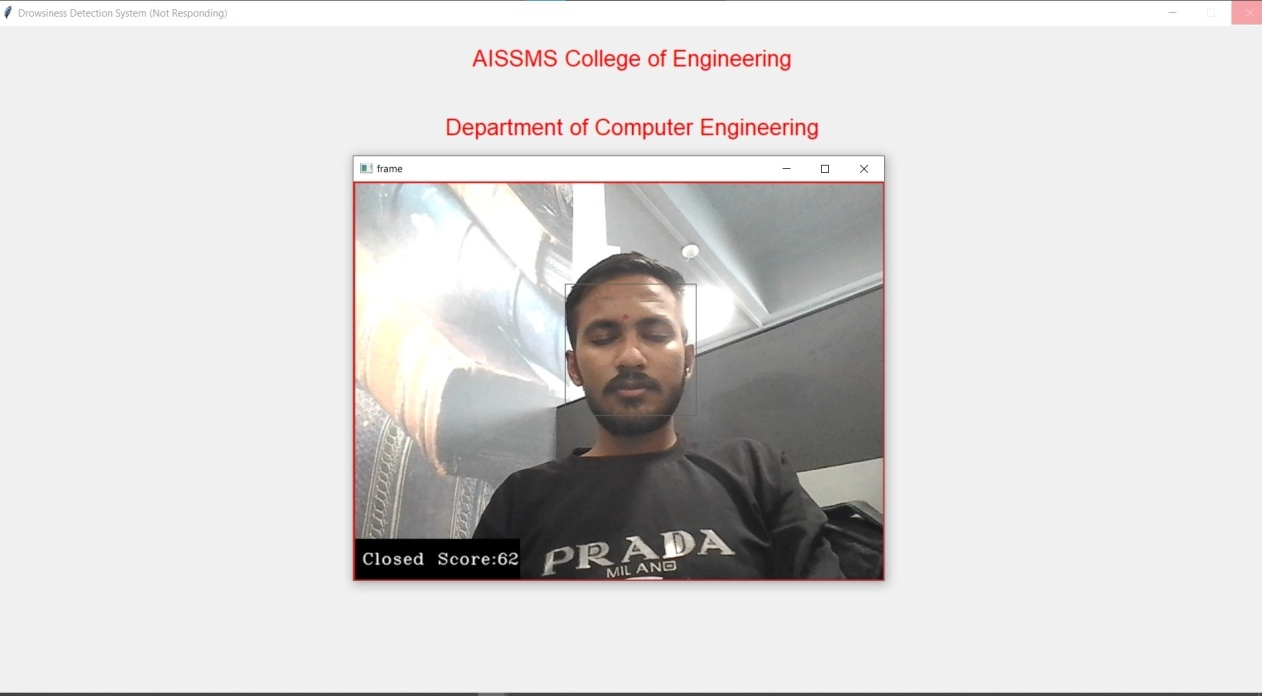 Drowsiness Detection System (Not Responding)
AISSMS College of Engineering
Department of Computer Engineering
frame
PRADA
MILANO
Closed Score:62